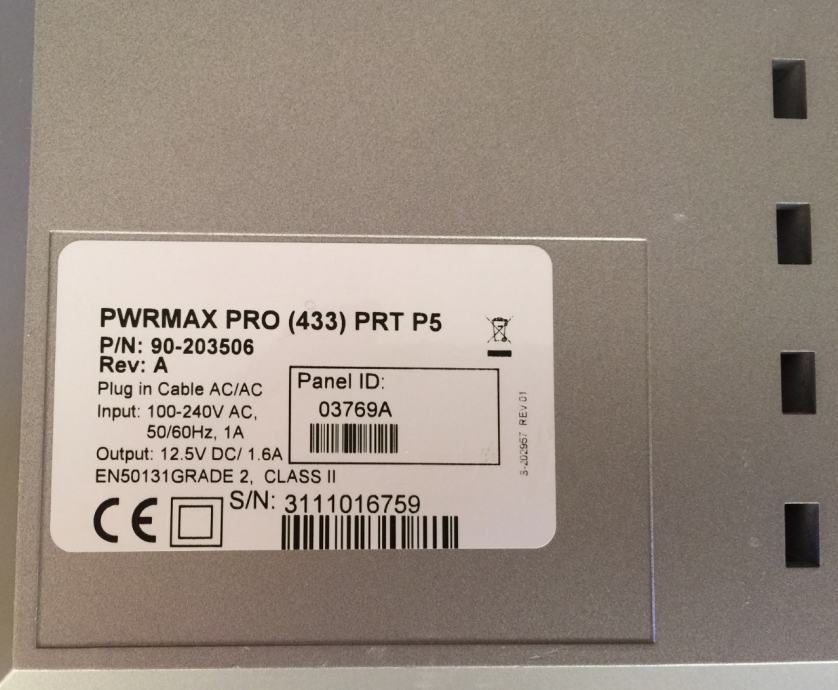 PWRMAX PRO (433) PRT P5
P/N: 90-203506
Rev: A
Plug in Cable AC/AC
Input: 100-240V AC,
50/60Hz, 1A
Output: 12.5V DC/ 1.6A
EN50131GRADE 2, CLASS II
Panel ID:
03769A
S/N: 3111016759
CE
3-202967 REV 01